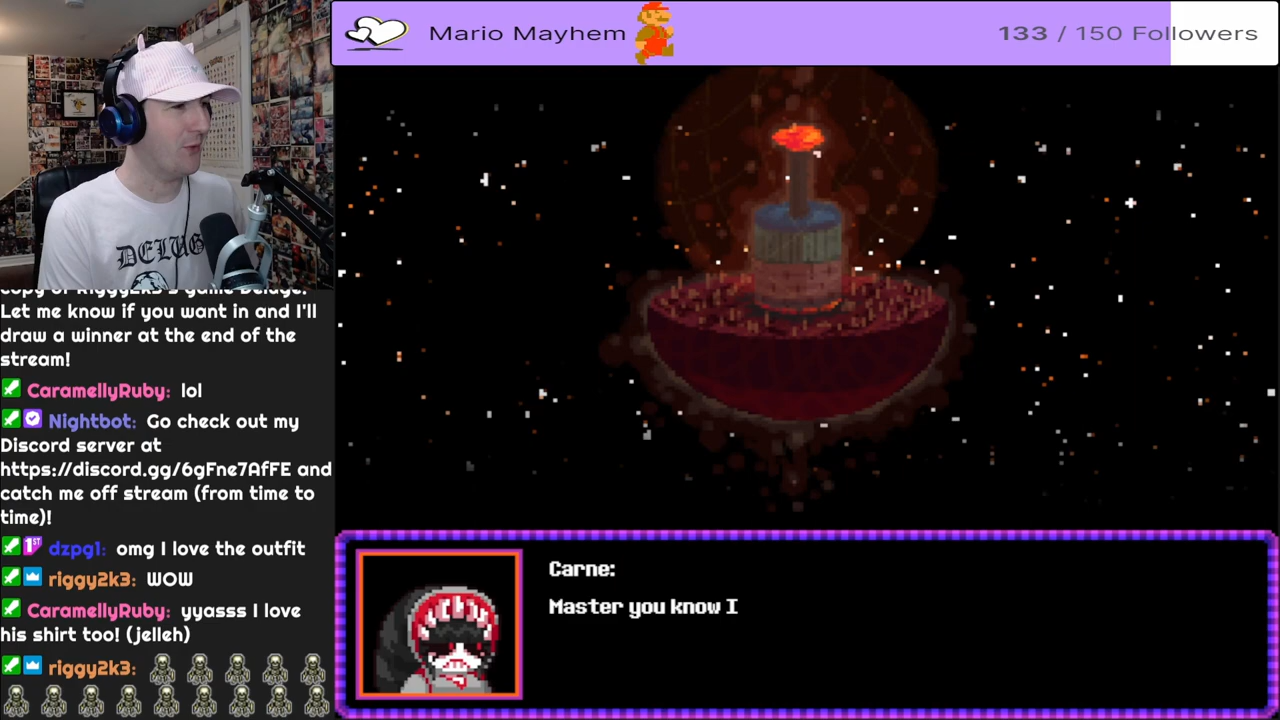 Mario Mayhem
133 / 150 Followers
DELUG
copy of Riggy2k3's game Deluge.
Let me know if you want in and I'll
draw a winner at the end of the
stream!
CaramellyRuby: lol
Nightbot: Go check out my
Discord server at
https://discord.gg/6gFne7AfFE and
catch me off stream (from time to
time)!
1ST
dzpg1: omg I love the outfit
riggy2k3: WOW
CaramellyRuby: yyasss I love
his shirt too! (jelleh)
riggy2k3:
Carne:
Master you know I